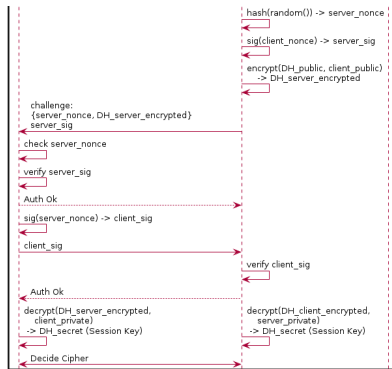 hash(random()) -> server_nonce
sig(client_nonce) -> server_sig
encrypt(DH_public, client_public)
-> DH_server_encrypted
challenge:
{server_nonce, DH_server_encrypted}
server_sig
check server_nonce
verify server_sig
Auth Ok
sig(server_nonce) -> client_sig
client_sig
verify client_sig
Auth Ok
decrypt(DH_server_encrypted,
client_private)
-> DH_secret (Session Key)
decrypt(DH_client_encrypted,
server_private)
-> DH_secret (Session Key)
Decide Cipher